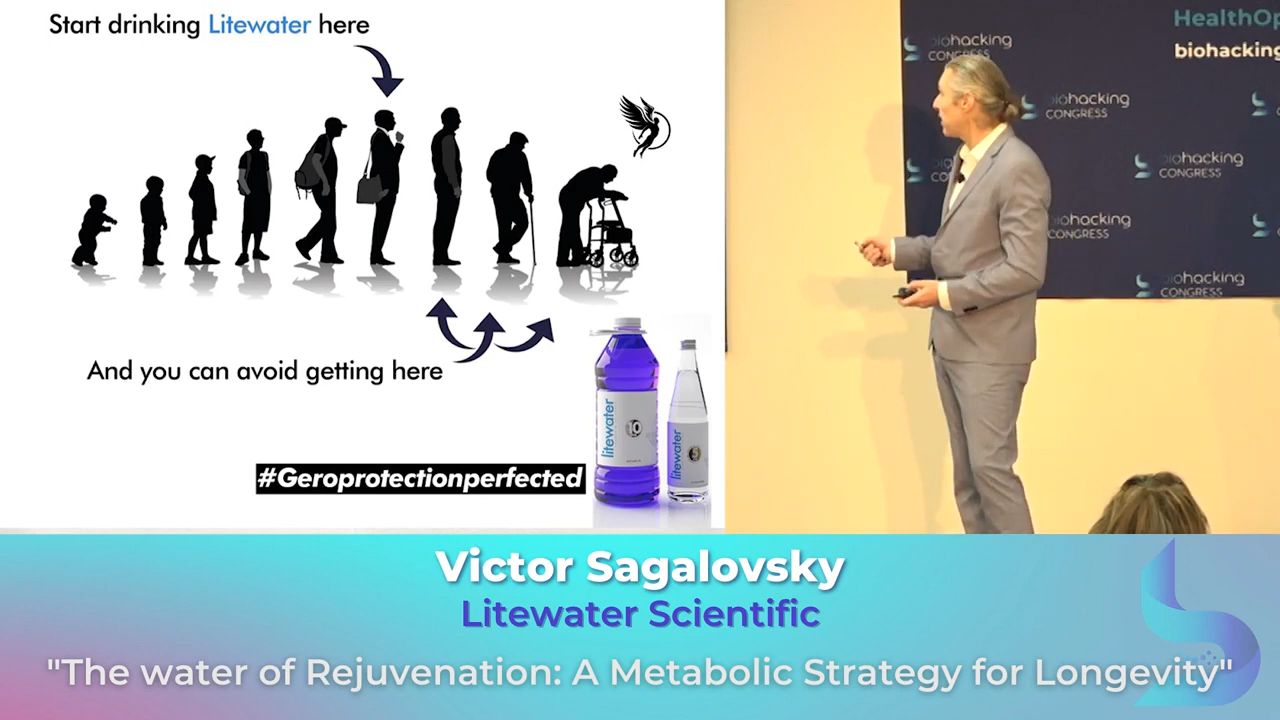 Start drinking Litewater here
And you can avoid getting here
#Geroprotectionperfected
litewater
10
litewater
HealthOp
biohacking
biohacking
CONGRESS
biohacking
CONGRESS
biohacking
CONGRESS
biohacking
CONGRESS
biohacking
CONGRESS
Victor Sagalovsky
Litewater Scientific
"The water of Rejuvenation: A Metabolic Strategy for Longevity"